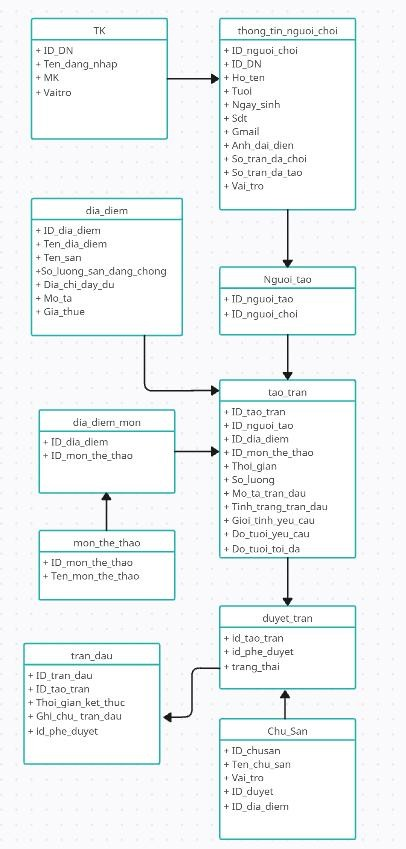 TK
+ ID_DN
+ Ten_dang_nhap
+ MK
+ Vaitro
thong_tin_nguoi_choi
+ ID_nguoi_choi
+ ID_DN
+ Ho_ten
+ Tuoi
+ Ngay_sinh
+ Sdt
+ Gmail
+ Anh_dai_dien
+ So_tran_da_choi
+ So_tran_da_tao
+ Vai_tro
dia_diem
+ ID_dia_diem
+ Ten_dia_diem
+ Ten_san
+So_luong_san_dang_chong
+ Dia_chi_day_du
+ Mo_ta
+ Gia_thue
Nguoi_tao
+ ID_nguoi_tao
+ ID_nguoi_choi
tao_tran
+ ID_tao_tran
+ ID_nguoi_tao
+ ID_dia_diem
+ ID_mon_the_thao
+ Thoi_gian
+ So_luong
+ Mo_ta_tran_dau
+ Tinh_trang_tran_dau
+ Gioi_tinh_yeu_cau
+ Do_tuoi_yeu_cau
+ Do_tuoi_toi_da
dia_diem_mon
+ ID_dia_diem
+ ID_mon_the_thao
mon_the_thao
+ ID_mon_the_thao
+ Ten_mon_the_thao
duyet_tran
+ id_tao_tran
+ id_phe_duyet
+ trang_thai
tran_dau
+ ID_tran_dau
+ ID_tao_tran
+ Thoi_gian_ket_thuc
+ Ghi_chu_ tran_dau
+ id_phe_duyet
Chu_San
+ ID_chusan
+ Ten_chu_san
+ Vai_tro
+ ID_duyet
+ ID_dia_diem